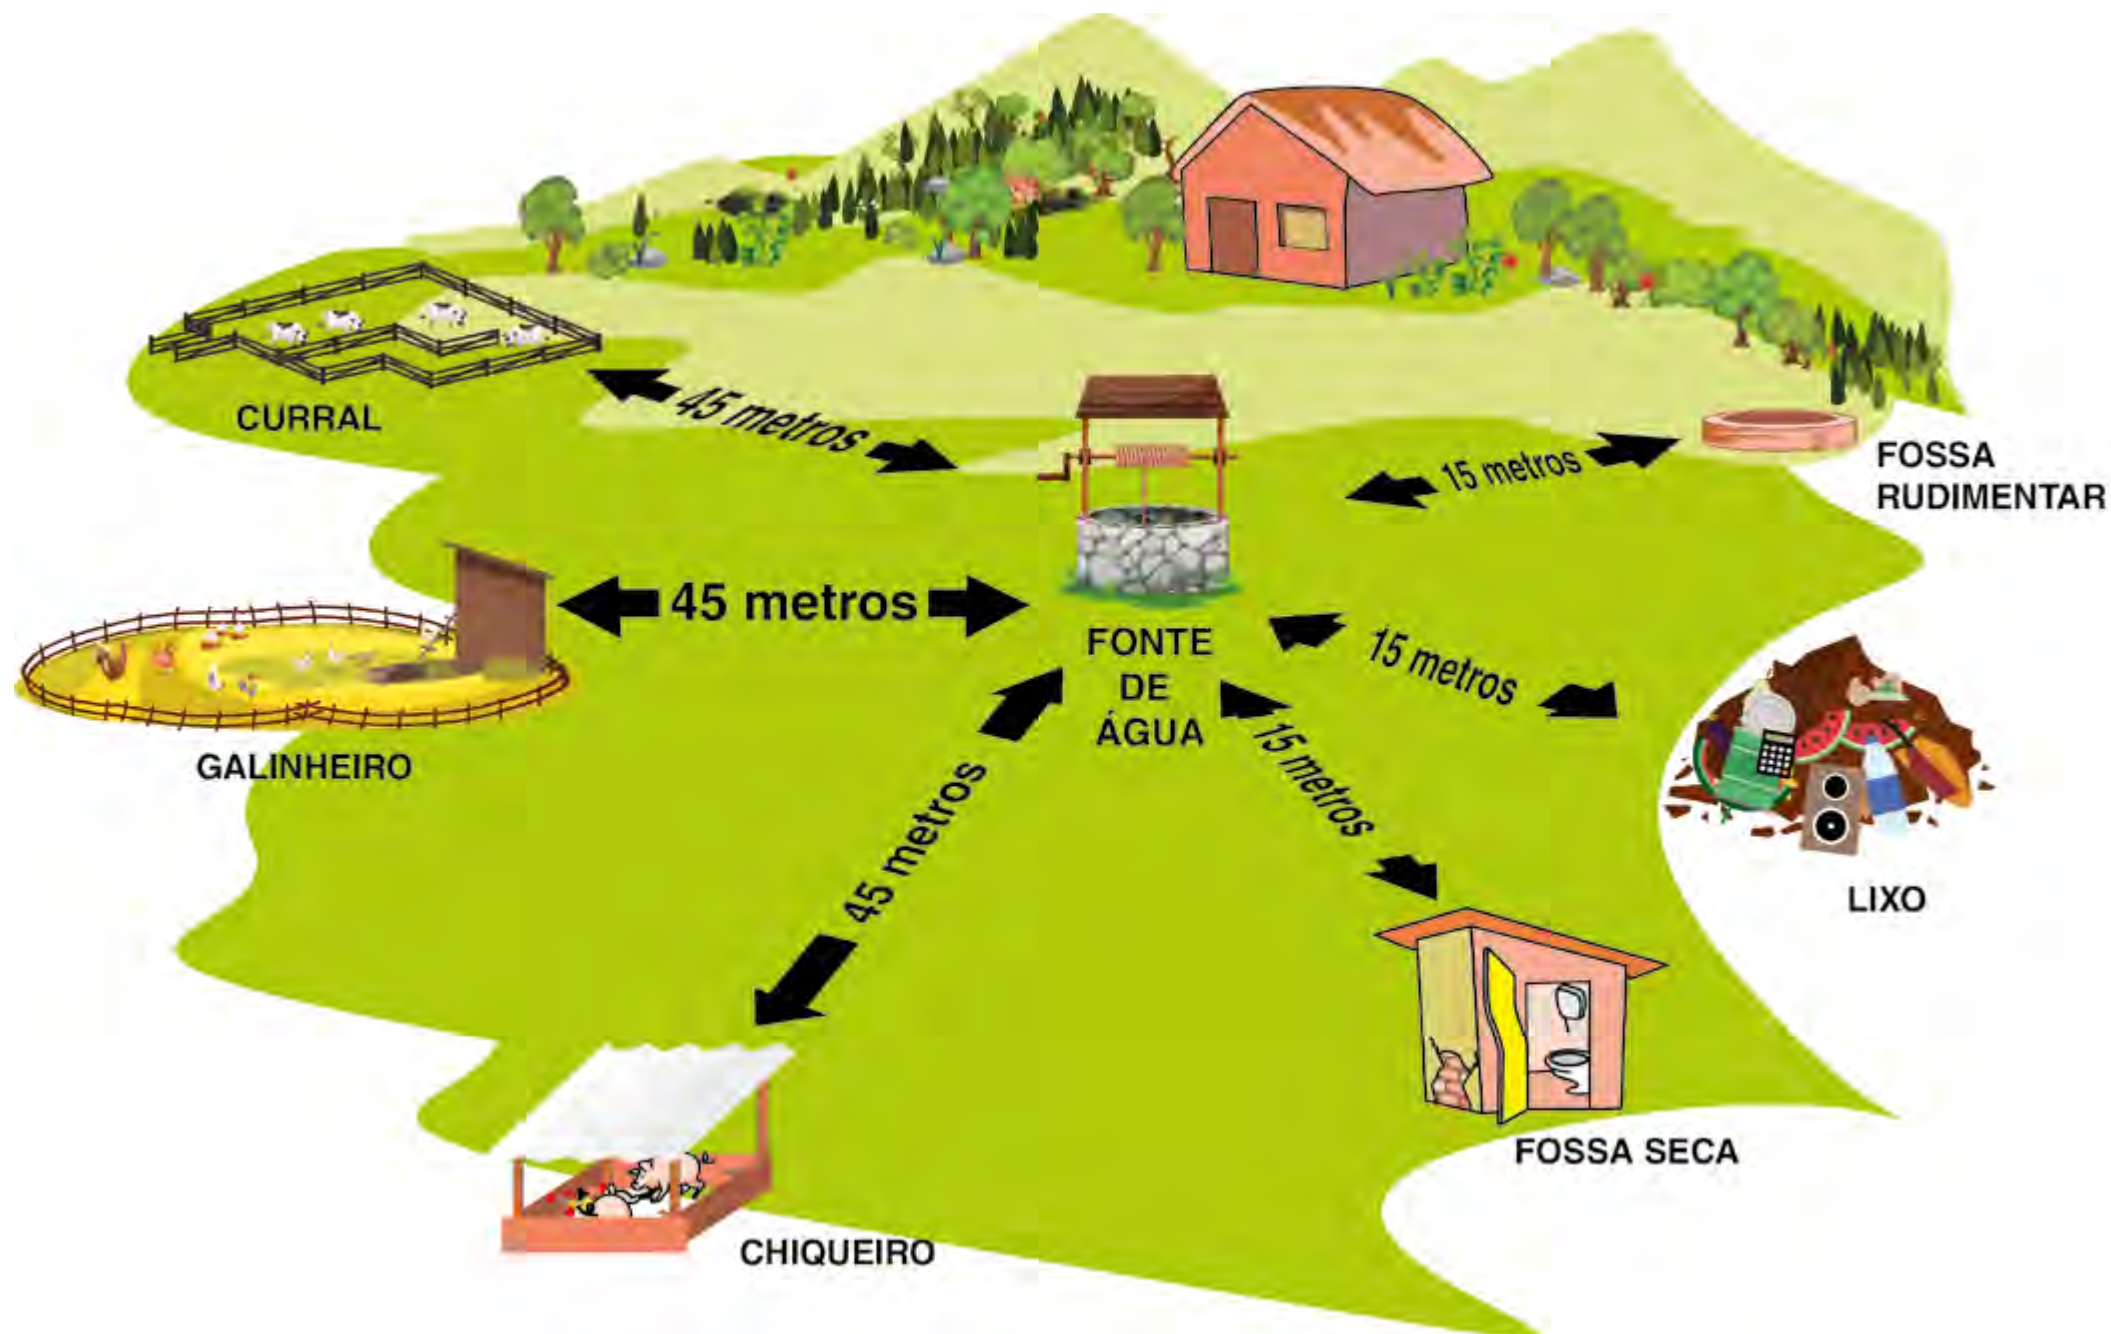 CURRAL
45 metros
15 metros
FOSSA
RUDIMENTAR
45 metros
FONTE
DE
ÁGUA
15 metros
GALINHEIRO
15 metros
45 metros
LIXO
FOSSA SECA
CHIQUEIRO